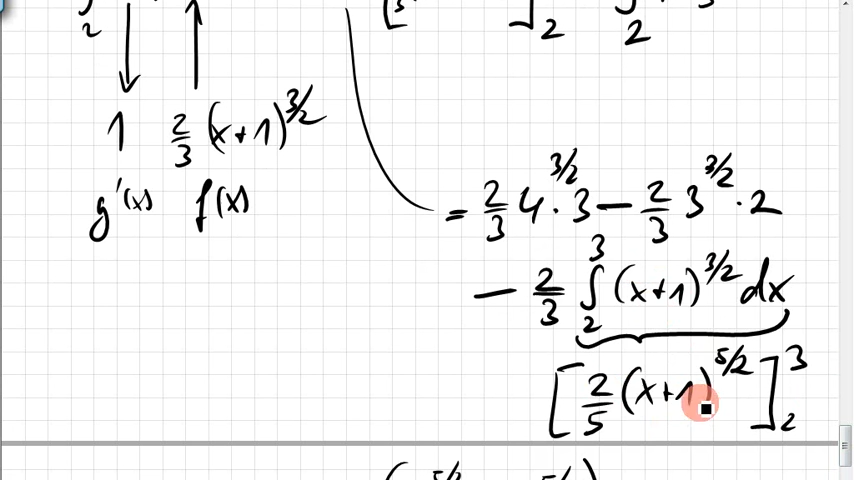 2
1 2/3 (x+1)^3/2
g'(x) f(x)
= 2/3 4^3/2 · 3 − 2/3 3^3/2 · 2
− 2/3 ∫_2^3 (x+1)^3/2 dx
[2/5 (x+1)^5/2]_2^3